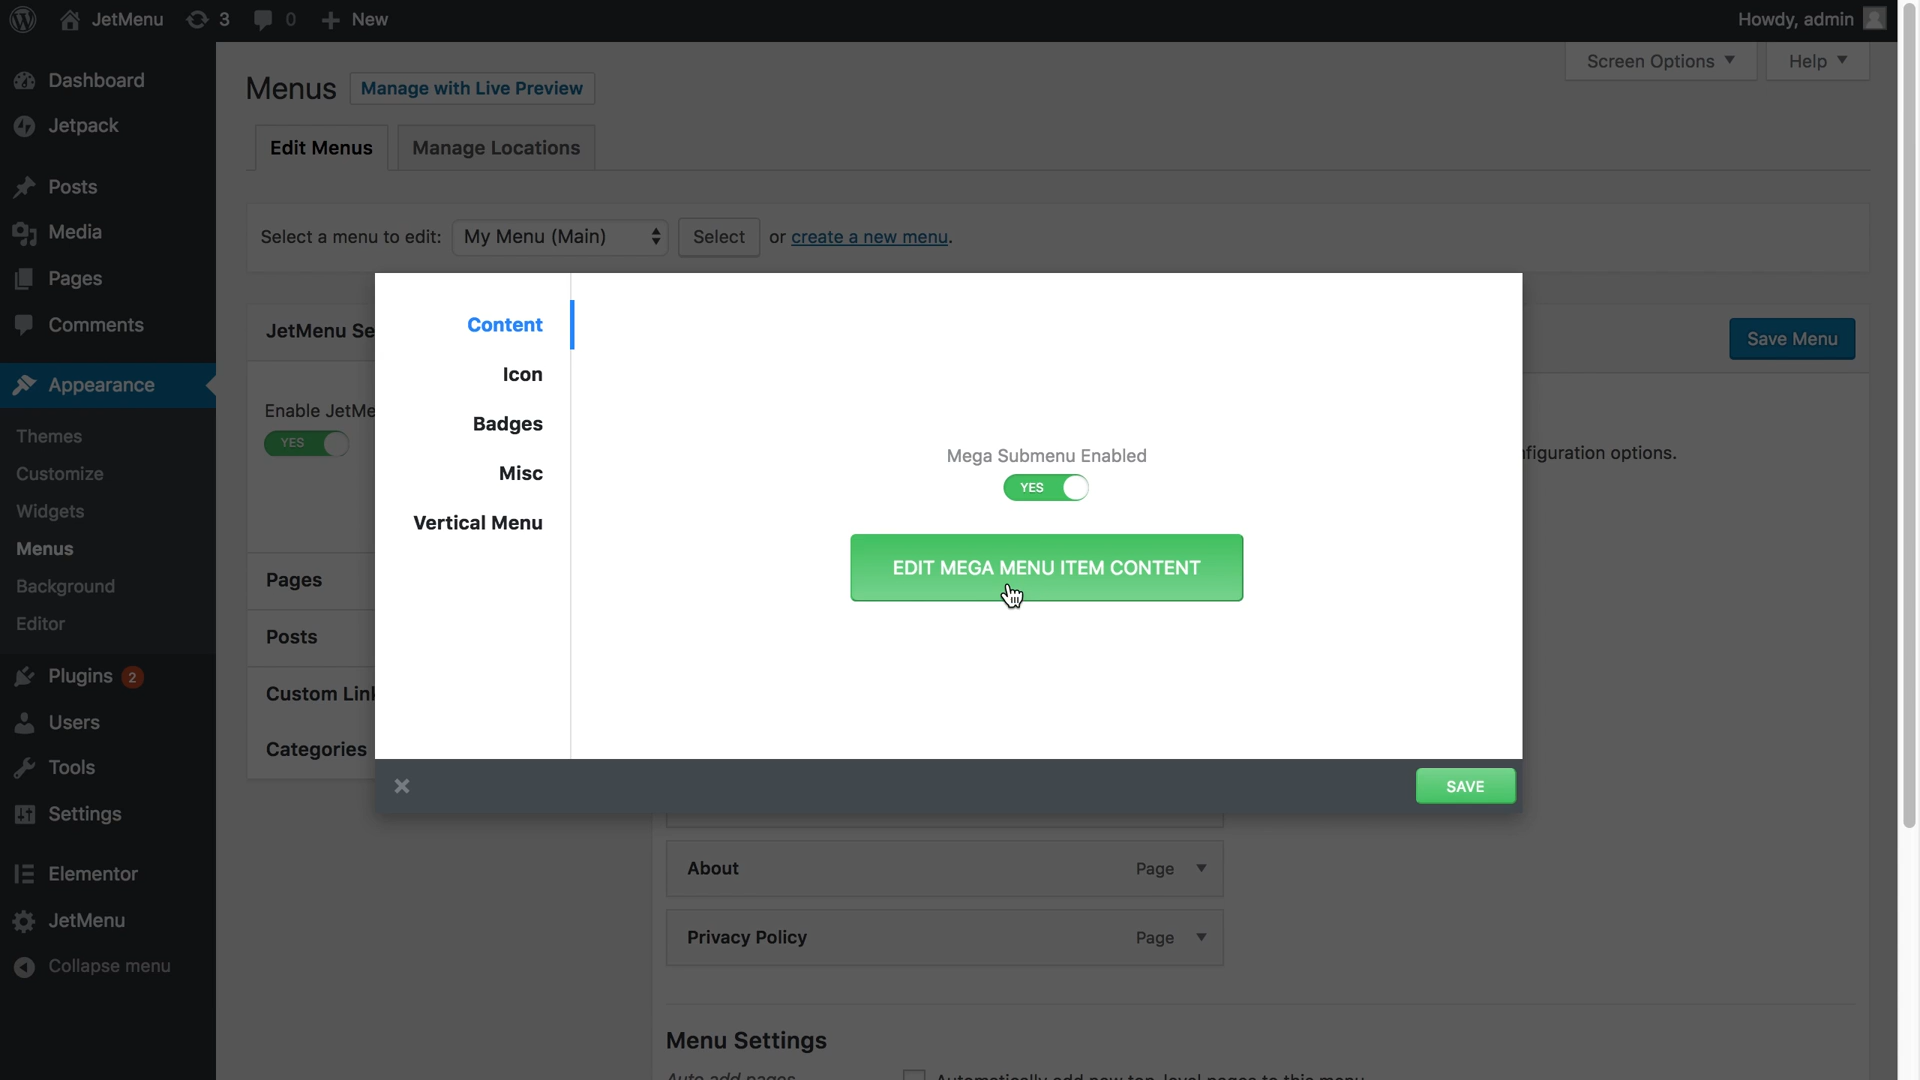 JetMenu 3 0 New
Howdy, admin
Dashboard
Jetpack
Posts
Media
Pages
Comments
Appearance
Themes
Customize
Widgets
Menus
Background
Editor
Plugins 2
Users
Tools
Settings
Elementor
JetMenu
Collapse menu
Screen Options Help
Menus Manage with Live Preview
Edit Menus Manage Locations
Select a menu to edit: My Menu (Main) Select or create a new menu.
JetMenu Se
Enable JetMe
YES
Pages
Posts
Custom Lin
Categories
Save Menu
figuration options.
Content
Icon
Badges
Misc
Vertical Menu
Mega Submenu Enabled
YES
EDIT MEGA MENU ITEM CONTENT
SAVE
About Page
Privacy Policy Page
Menu Settings
Auto add pages Automatically add new top-level pages to this menu